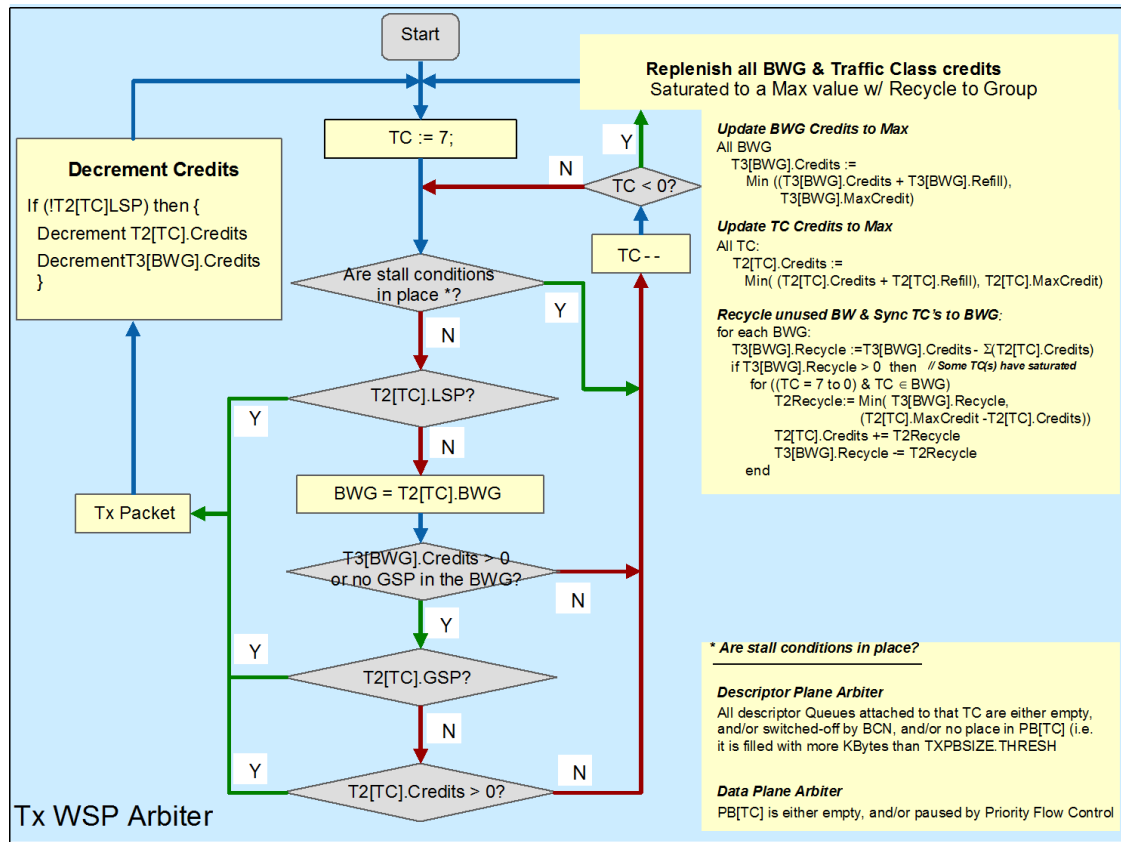 Start
Replenish all BWG & Traffic Class credits
Saturated to a Max value w/ Recycle to Group
TC := 7;
Y
N
TC < 0?
TC - -
Decrement Credits
If (!T2[TC]LSP) then {
Decrement T2[TC].Credits
DecrementT3[BWG].Credits
}
Update BWG Credits to Max
All BWG
T3[BWG].Credits :=
Min ((T3[BWG].Credits + T3[BWG].Refill),
T3[BWG].MaxCredit)
Update TC Credits to Max
All TC:
T2[TC].Credits :=
Min( (T2[TC].Credits + T2[TC].Refill), T2[TC].MaxCredit)
Recycle unused BW & Sync TC's to BWG:
for each BWG:
T3[BWG].Recycle :=T3[BWG].Credits - Σ(T2[TC].Credits)
if T3[BWG].Recycle > 0 then // Some TC(s) have saturated
for ((TC = 7 to 0) & TC ∈ BWG)
T2Recycle:= Min( T3[BWG].Recycle,
(T2[TC].MaxCredit -T2[TC].Credits))
T2[TC].Credits += T2Recycle
T3[BWG].Recycle -= T2Recycle
end
Are stall conditions
in place *?
Y
N
T2[TC].LSP?
Y
N
BWG = T2[TC].BWG
Tx Packet
T3[BWG].Credits > 0
or no GSP in the BWG?
N
Y
T2[TC].GSP?
Y
N
T2[TC].Credits > 0?
Y
N
* Are stall conditions in place?
Descriptor Plane Arbiter
All descriptor Queues attached to that TC are either empty,
and/or switched-off by BCN, and/or no place in PB[TC] (i.e.
it is filled with more KBytes than TXPBSIZE.THRESH
Data Plane Arbiter
PB[TC] is either empty, and/or paused by Priority Flow Control
Tx WSP Arbiter